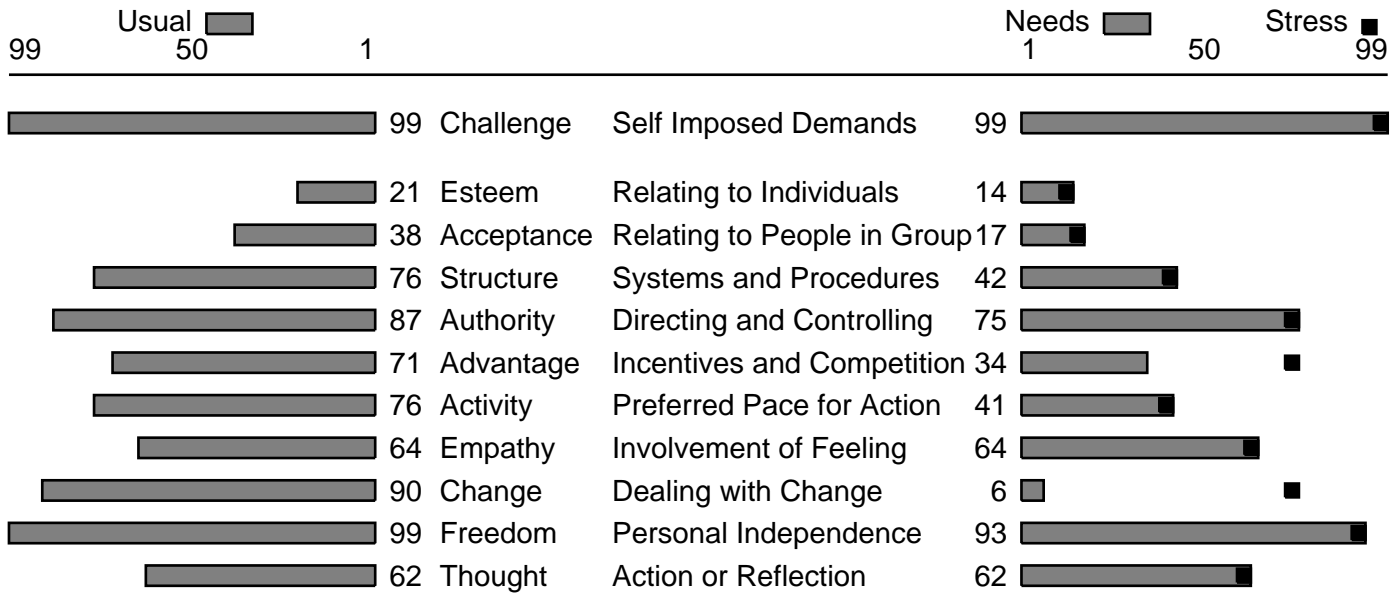 Usual Needs Stress
99 50 1 1 50 99
99 Challenge Self Imposed Demands 99
21 Esteem Relating to Individuals 14
38 Acceptance Relating to People in Group 17
76 Structure Systems and Procedures 42
87 Authority Directing and Controlling 75
71 Advantage Incentives and Competition 34
76 Activity Preferred Pace for Action 41
64 Empathy Involvement of Feeling 64
90 Change Dealing with Change 6
99 Freedom Personal Independence 93
62 Thought Action or Reflection 62